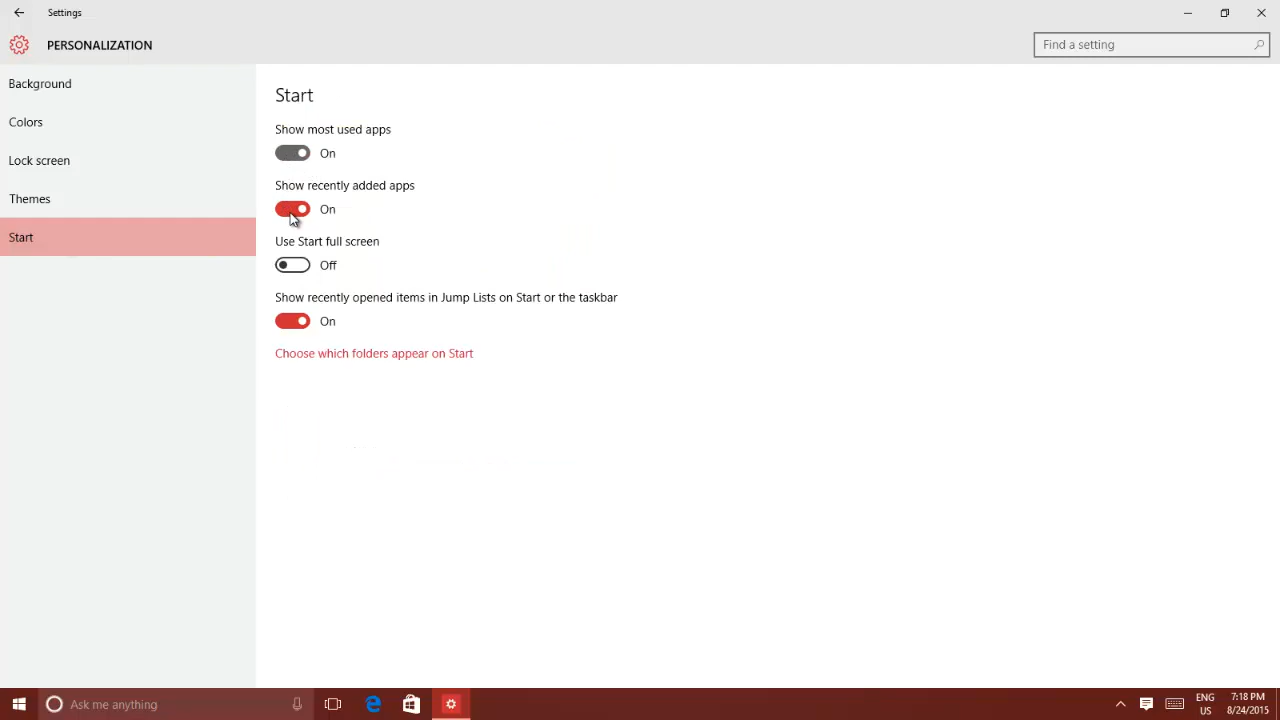 Settings
PERSONALIZATION
Find a setting
Background
Colors
Lock screen
Themes
Start
Start
Show most used apps
On
Show recently added apps
On
Use Start full screen
Off
Show recently opened items in Jump Lists on Start or the taskbar
On
Choose which folders appear on Start
Ask me anything
ENG
US
7:18 PM
8/24/2015